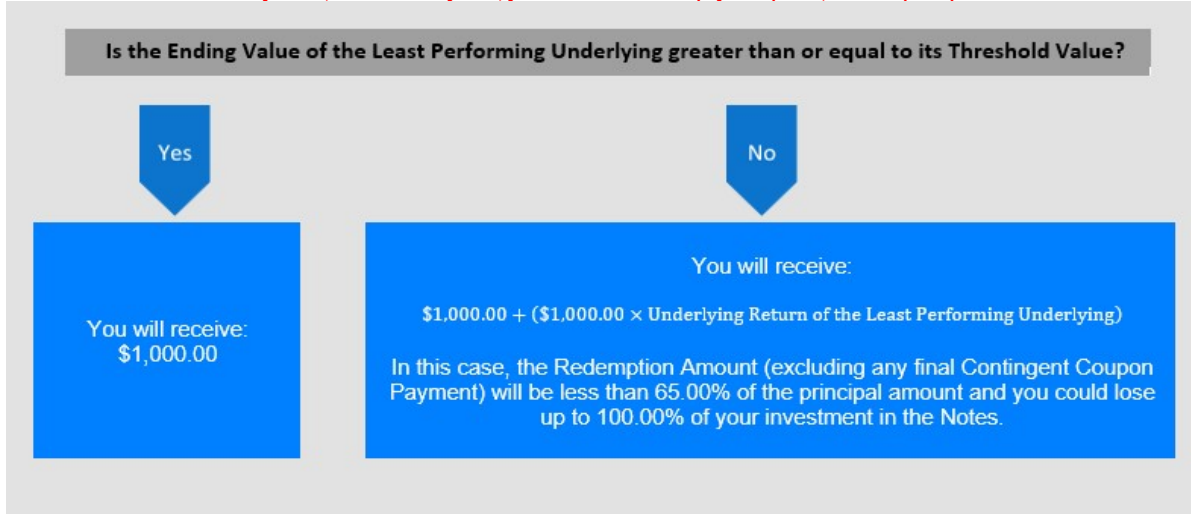 Is the Ending Value of the Least Performing Underlying greater than or equal to its Threshold Value?
Yes
No
You will receive:
$1,000.00
You will receive:
$1,000.00 + ($1,000.00 × Underlying Return of the Least Performing Underlying)
In this case, the Redemption Amount (excluding any final Contingent Coupon
Payment) will be less than 65.00% of the principal amount and you could lose
up to 100.00% of your investment in the Notes.